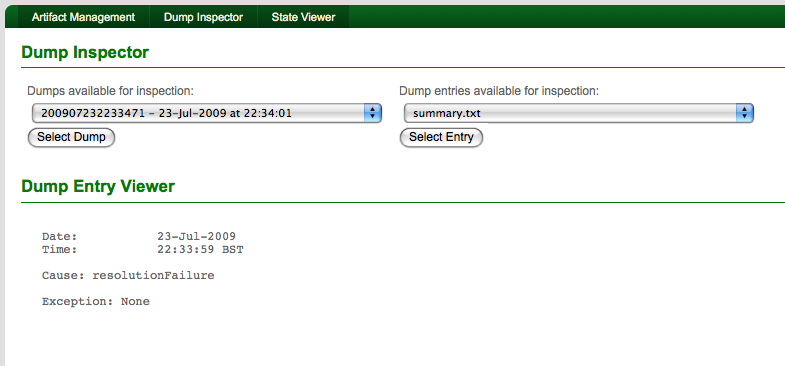 Artifact Management Dump Inspector State Viewer
Dump Inspector
Dumps available for inspection: Dump entries available for inspection:
200907232233471 - 23-Jul-2009 at 22:34:01 summary.txt
Select Dump Select Entry
Dump Entry Viewer
Date: 23-Jul-2009
Time: 22:33:59 BST
Cause: resolutionFailure
Exception: None